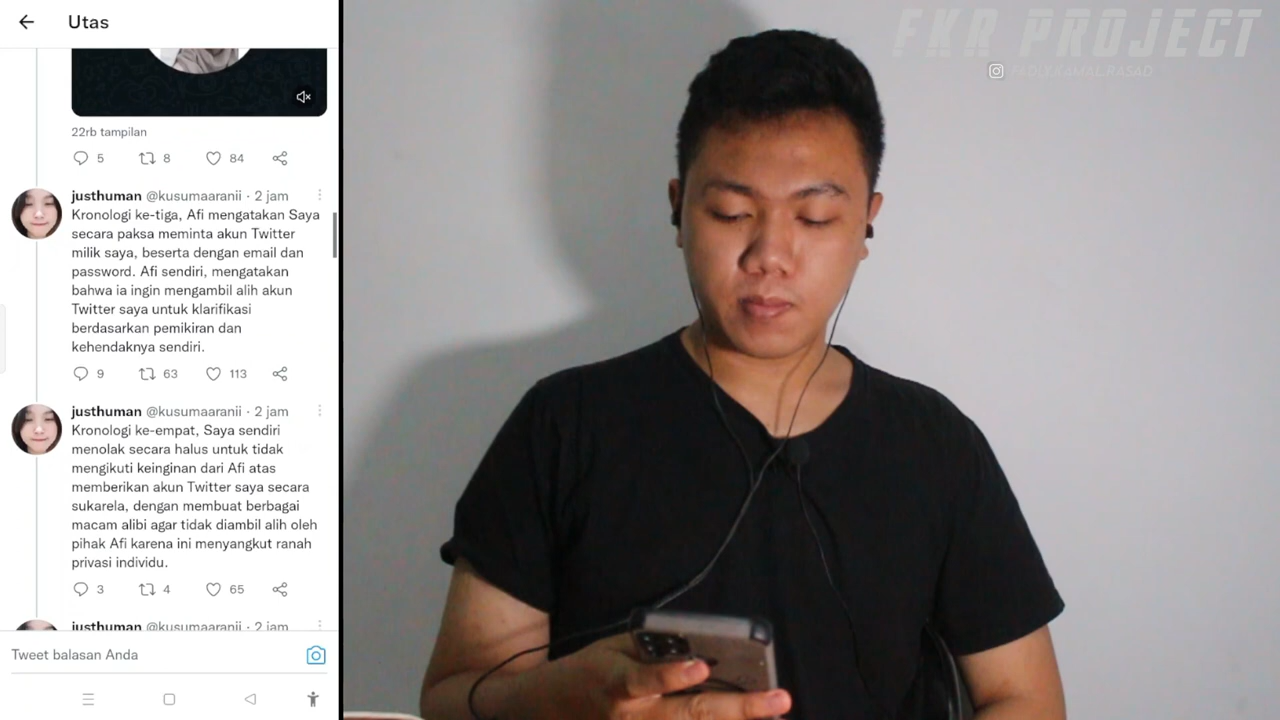 Utas
22rb tampilan
5 8 84
justhuman @kusumaaranii · 2 jam
Kronologi ke-tiga, Afi mengatakan Saya
secara paksa meminta akun Twitter
milik saya, beserta dengan email dan
password. Afi sendiri, mengatakan
bahwa ia ingin mengambil alih akun
Twitter saya untuk klarifikasi
berdasarkan pemikiran dan
kehendaknya sendiri.
9 63 113
justhuman @kusumaaranii · 2 jam
Kronologi ke-empat, Saya sendiri
menolak secara halus untuk tidak
mengikuti keinginan dari Afi atas
memberikan akun Twitter saya secara
sukarela, dengan membuat berbagai
macam alibi agar tidak diambil alih oleh
pihak Afi karena ini menyangkut ranah
privasi individu.
3 4 65
justhuman @kusumaaranii · 2 jam
Tweet balasan Anda
FKR PROJECT